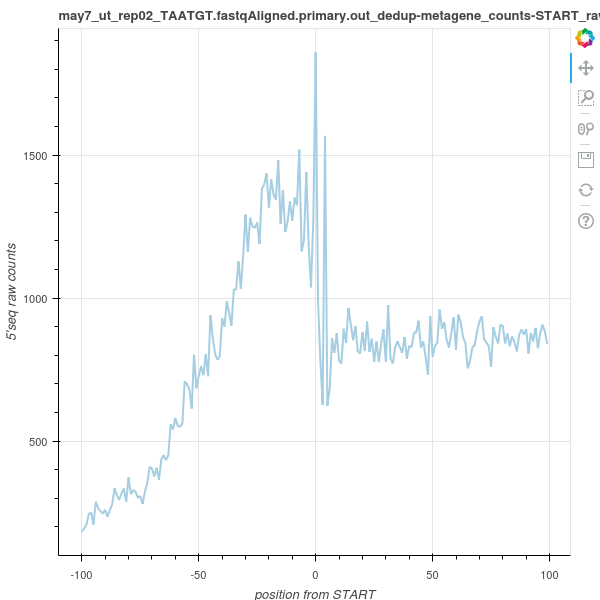 may7_ut_rep02_TAATGT.fastqAligned.primary.out_dedup-metagene_counts-START_raw
1500
1000
500
5'seq raw counts
-100 -50 0 50 100
position from START